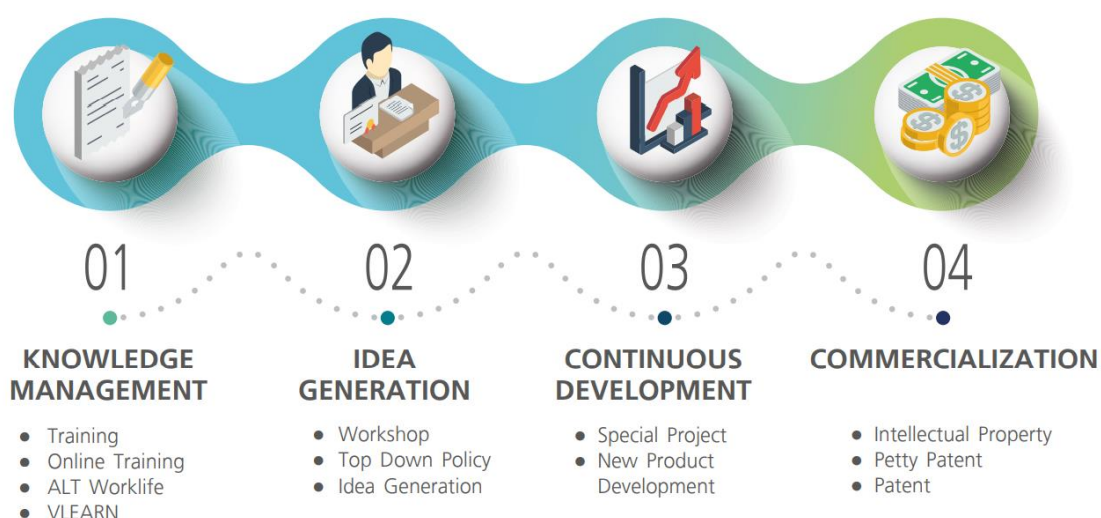 01
KNOWLEDGE
MANAGEMENT
● Training
● Online Training
● ALT Worklife
● VLEARN
02
IDEA
GENERATION
● Workshop
● Top Down Policy
● Idea Generation
03
CONTINUOUS
DEVELOPMENT
● Special Project
● New Product
Development
04
COMMERCIALIZATION
● Intellectual Property
● Petty Patent
● Patent